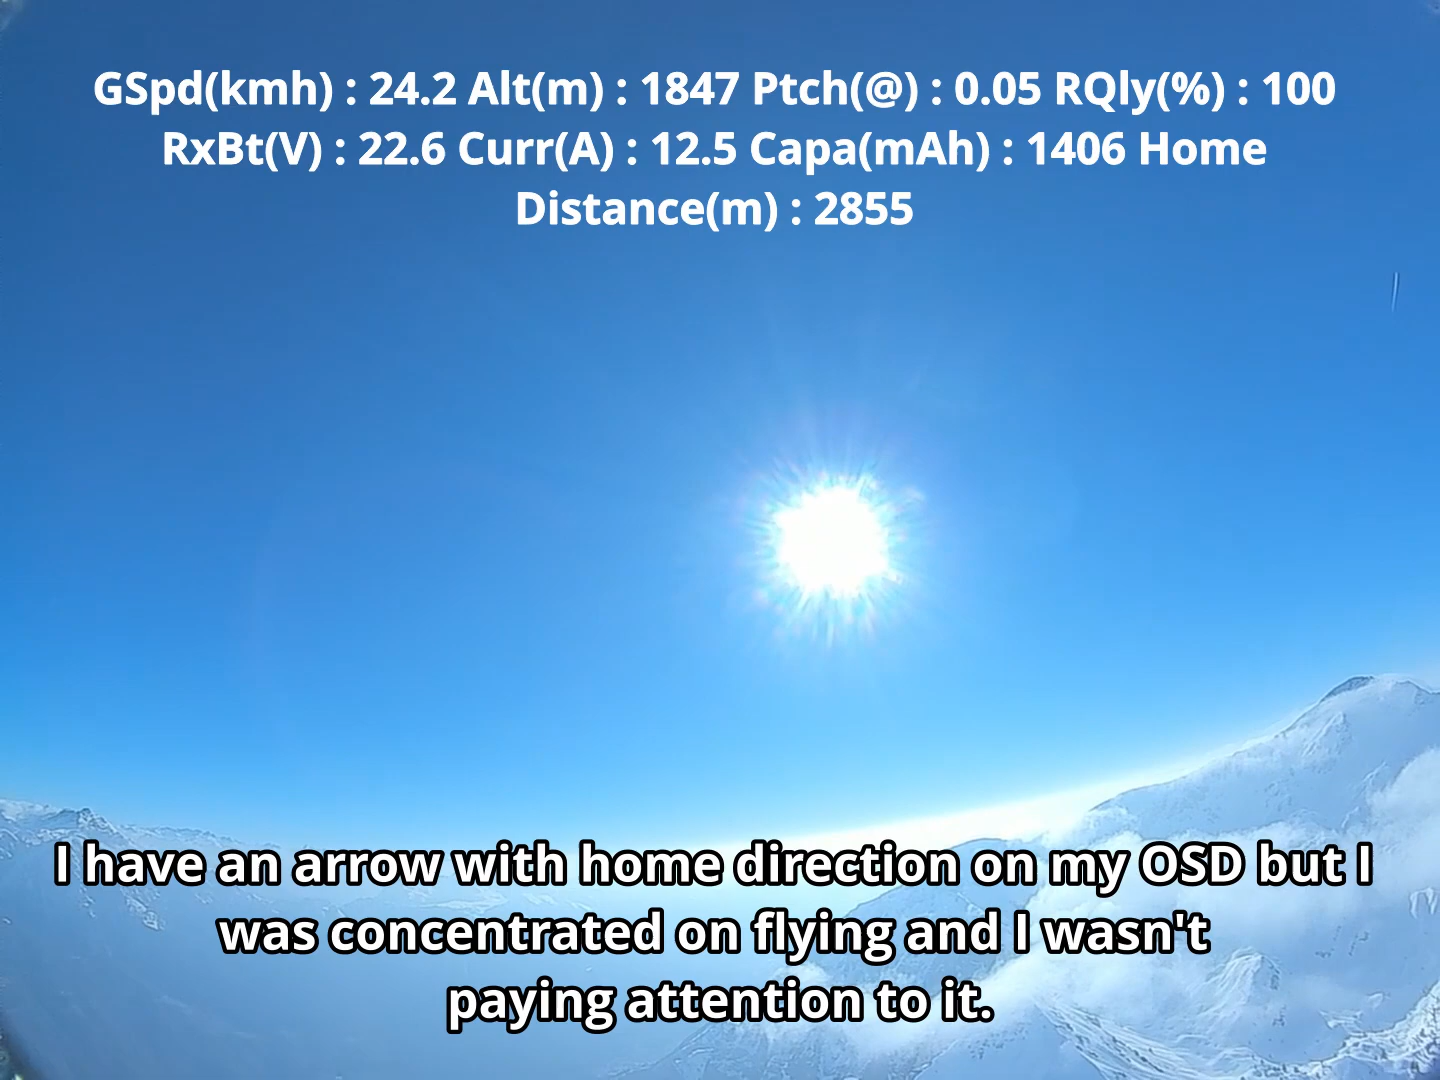 GSpd(kmh) : 24.2 Alt(m) : 1847 Ptch(@) : 0.05 RQly(%) : 100
RxBt(V) : 22.6 Curr(A) : 12.5 Capa(mAh) : 1406 Home
Distance(m) : 2855
I have an arrow with home direction on my OSD but I
was concentrated on flying and I wasn't
paying attention to it.